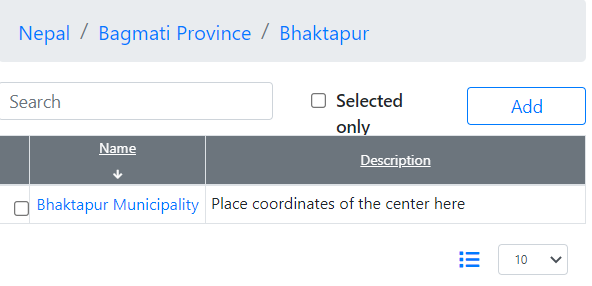 Nepal / Bagmati Province / Bhaktapur
Search
Selected only
Add
Name
Description
Bhaktapur Municipality Place coordinates of the center here
10